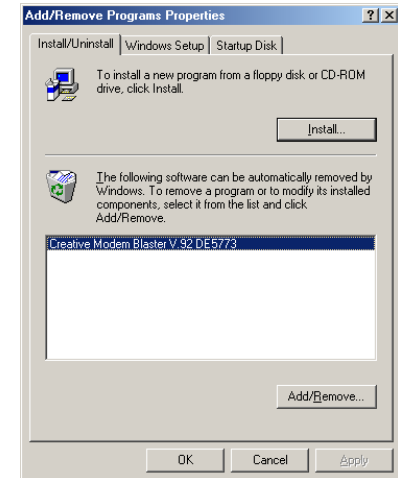 Add/Remove Programs Properties
Install/Uninstall Windows Setup Startup Disk
To install a new program from a floppy disk or CD-ROM
drive, click Install.
Install...
The following software can be automatically removed by
Windows. To remove a program or to modify its installed
components, select it from the list and click
Add/Remove.
Creative Modem Blaster V.92 DE5773
Add/Remove...
OK Cancel Apply